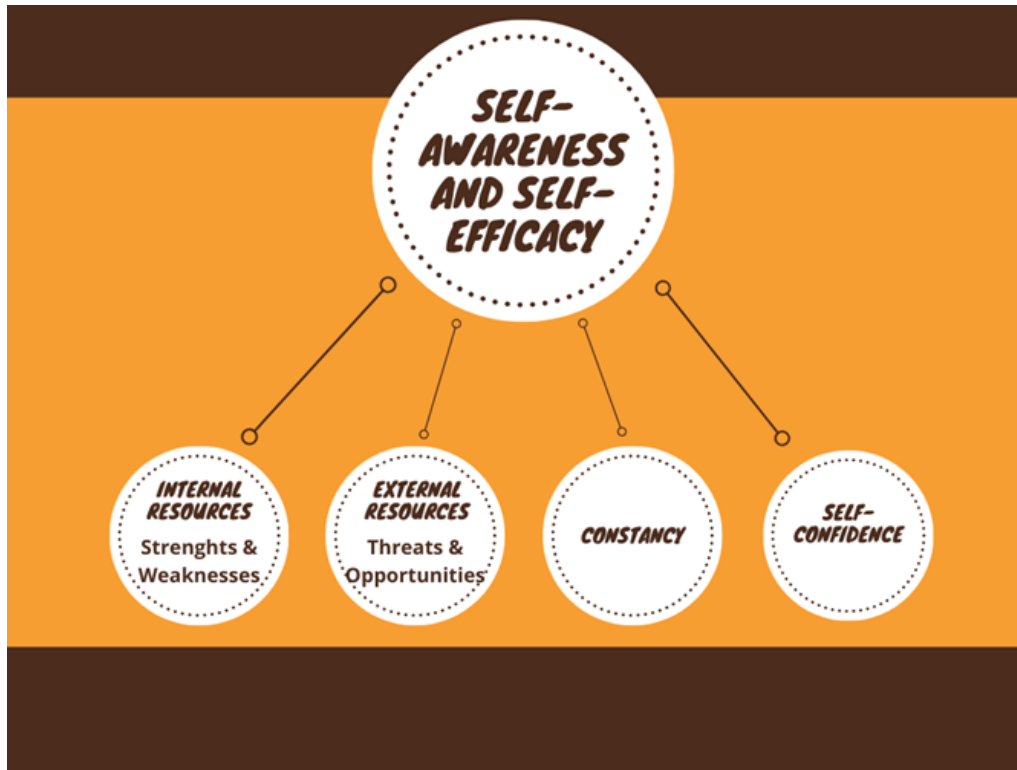 SELF-
AWARENESS
AND SELF-
EFFICACY
INTERNAL
RESOURCES
Strenghts &
Weaknesses
EXTERNAL
RESOURCES
Threats &
Opportunities
CONSTANCY
SELF-
CONFIDENCE